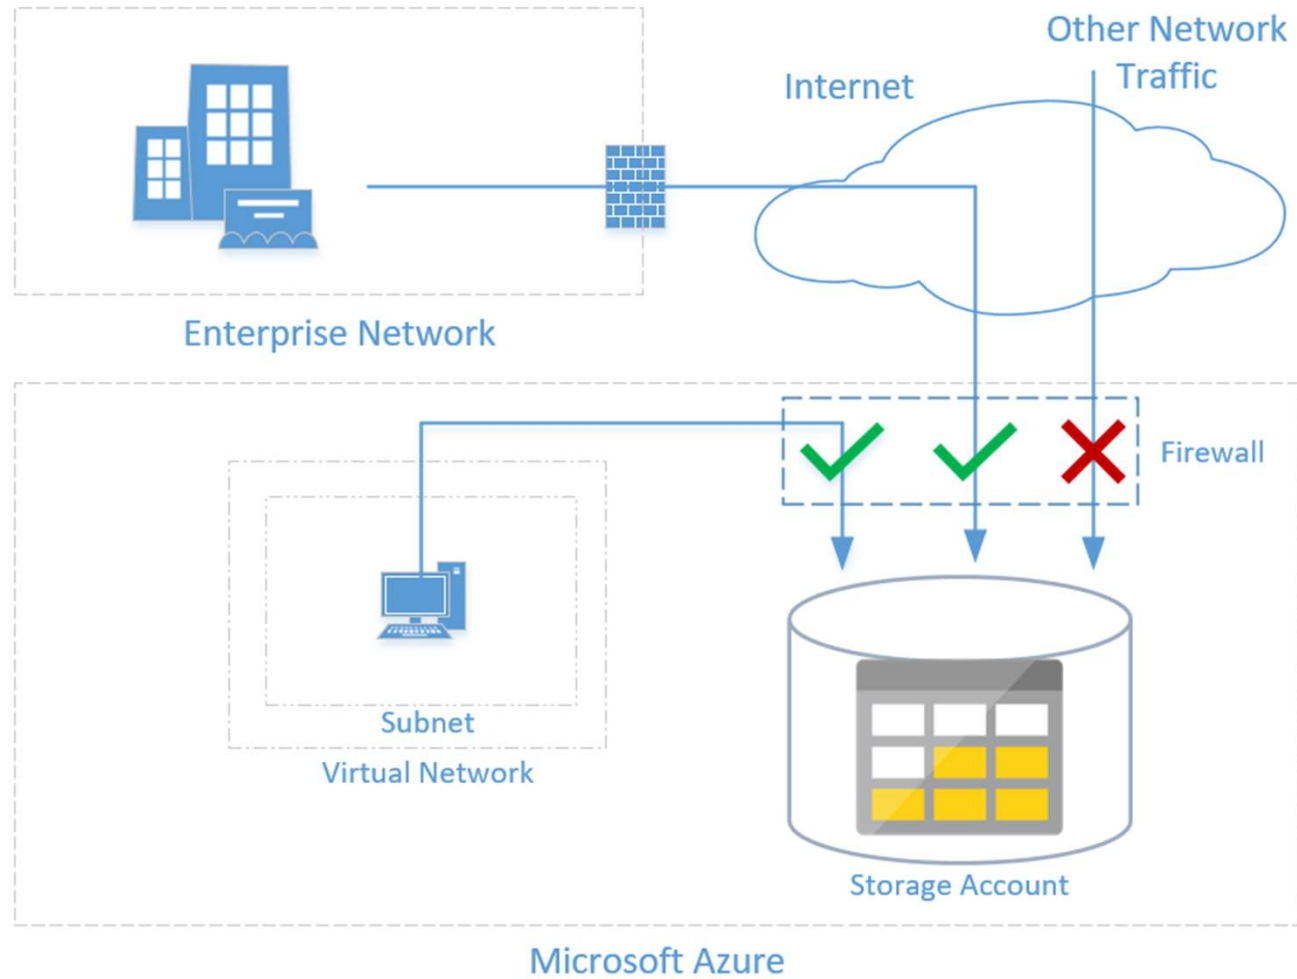 Other Network
Traffic
Internet
Enterprise Network
Firewall
Subnet
Virtual Network
Storage Account
Microsoft Azure